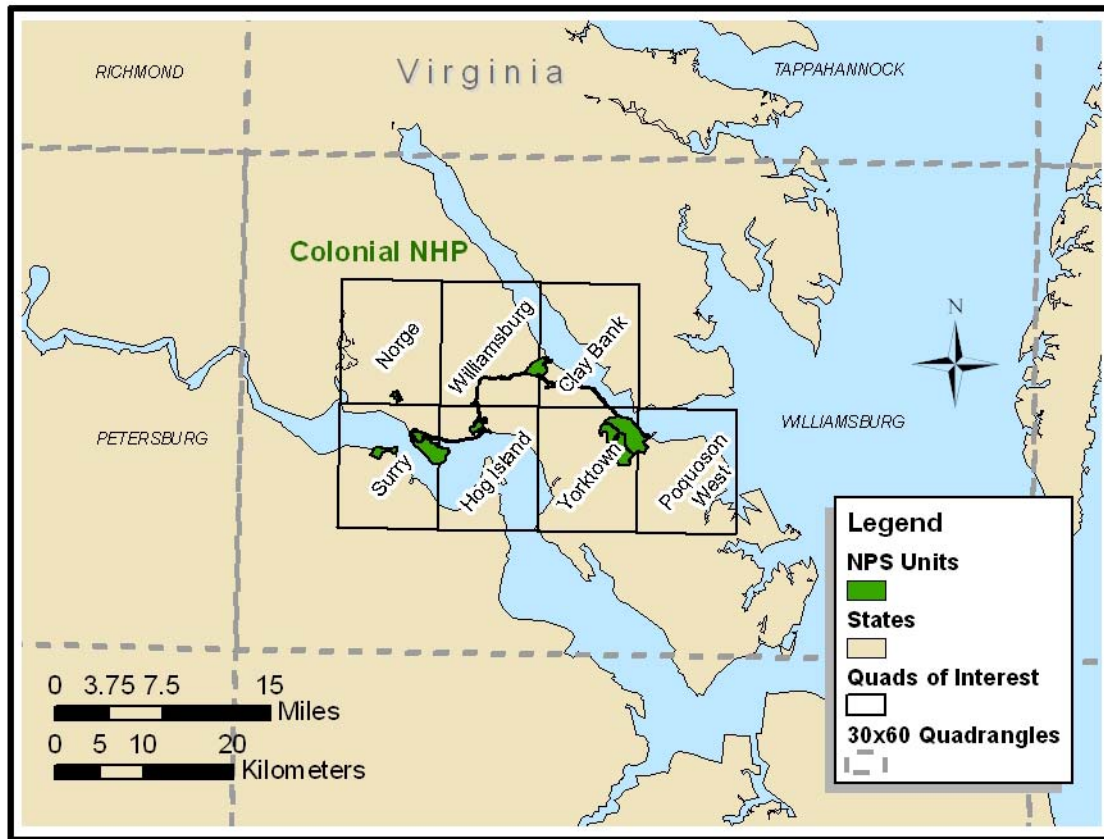 RICHMOND
Virginia
TAPPAHANNOCK
Colonial NHP
N
Norge
Williamsburg
Clay Bank
PETERSBURG
WILLIAMSBURG
Surry
Hog Island
Yorktown
Poquoson
West
Legend
NPS Units
States
Quads of Interest
30x60 Quadrangles
0 3.75 7.5 15
Miles
0 5 10 20
Kilometers